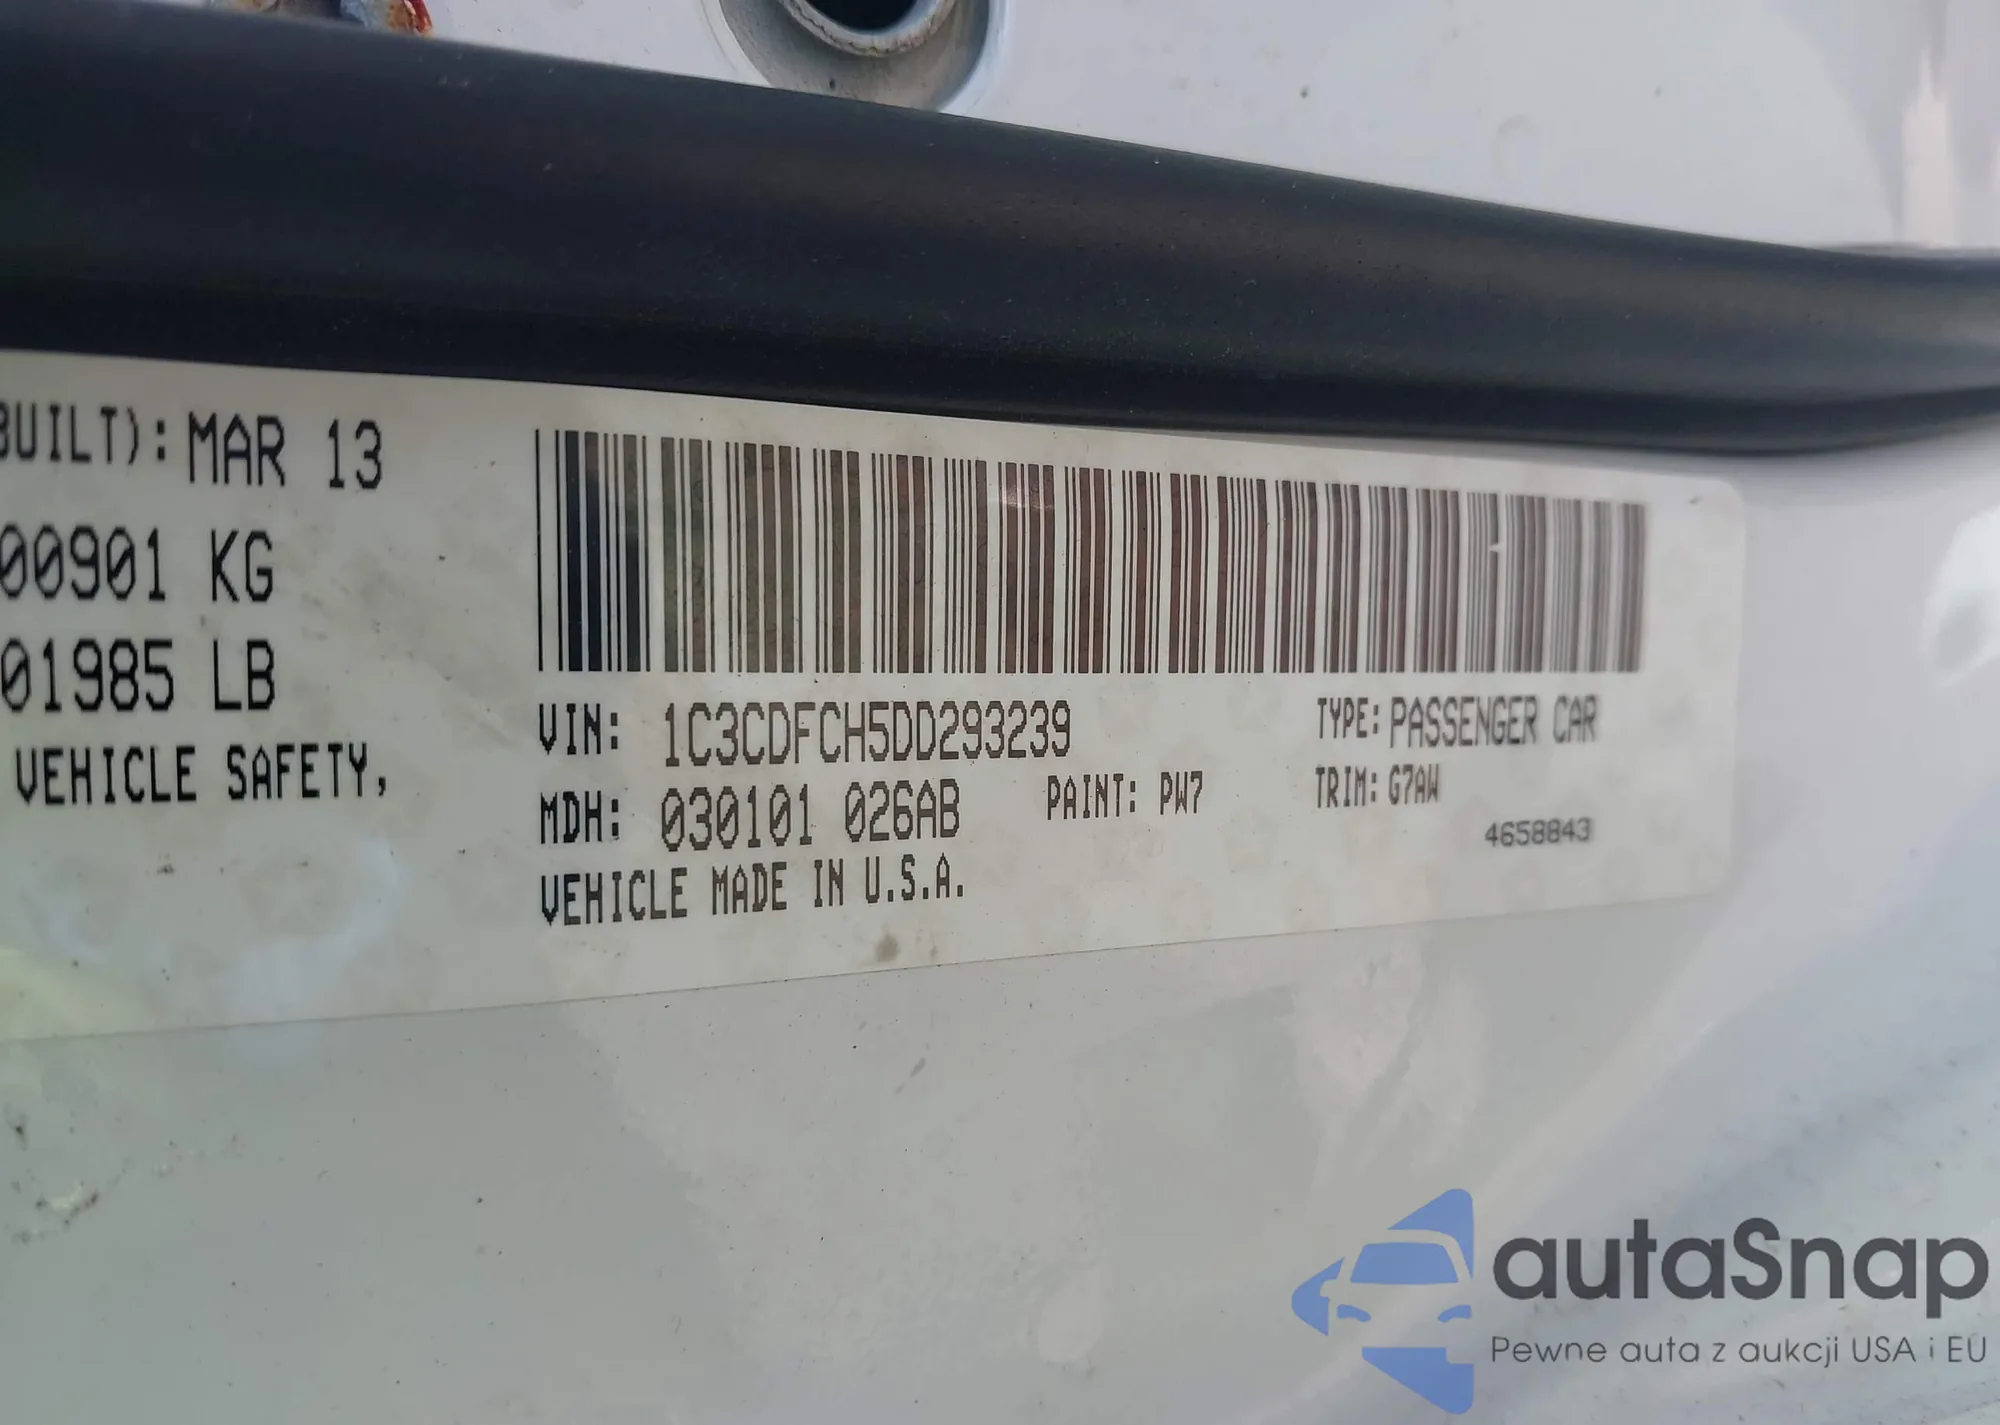 BUILT): MAR 13
00901 KG
01985 LB
VEHICLE SAFETY,
VIN: 1C3CDFCH5DD293239
TYPE: PASSENGER CAR
MDH: 030101 026AB
PAINT: PW7
TRIM: G7AW
4658843
VEHICLE MADE IN U.S.A.
autaSnap
Pewne auta z aukcji USA i EU